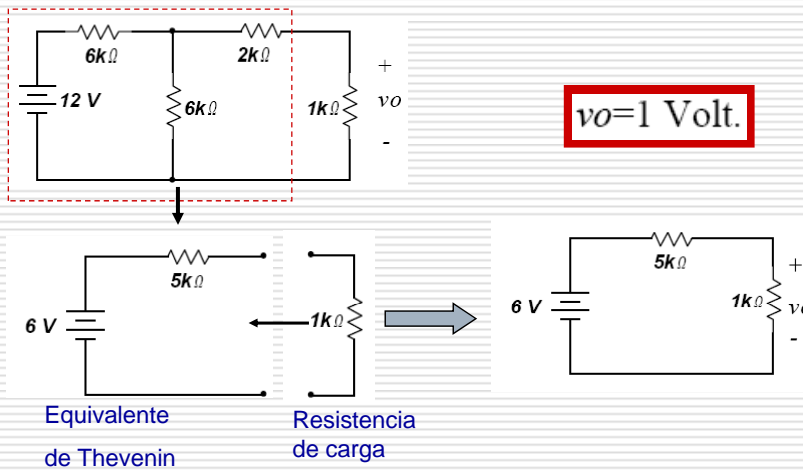 6kΩ
2kΩ
12 V
6kΩ
1kΩ
+
vo
-
vo=1 Volt.
5kΩ
6 V
1kΩ
5kΩ
6 V
1kΩ
+
vo
-
Equivalente
de Thevenin
Resistencia
de carga